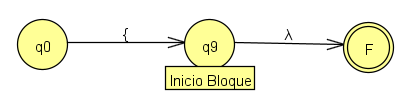 q0
{
q9
λ
F
Inicio Bloque